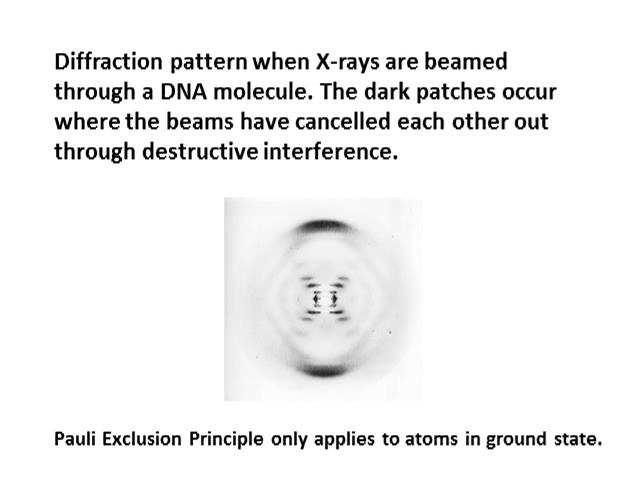 Diffraction pattern when X-rays are beamed
through a DNA molecule. The dark patches occur
where the beams have cancelled each other out
through destructive interference.
Pauli Exclusion Principle only applies to atoms in ground state.